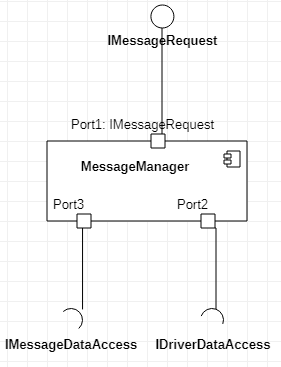 IMessageRequest
Port1: IMessageRequest
MessageManager
Port3
Port2
IMessageDataAccess
IDriverDataAccess